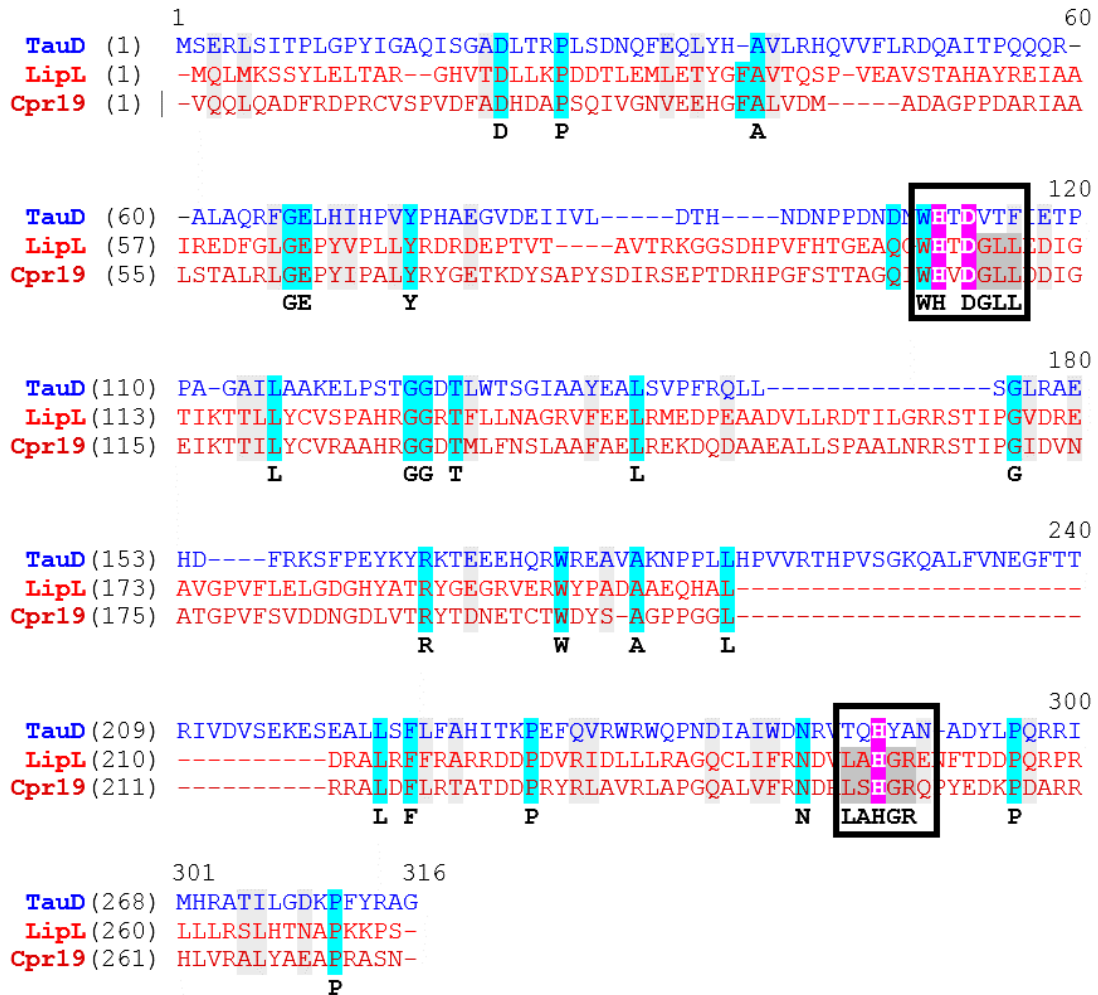 1 60
TauD (1) MSERLSITPLGPYIGAQISGADLTRPLSDNQFEQLYH-AVLRHQVVFLRDQAITPQQQR-
LipL (1) -MQLMKSSYLELTAR--GHVTDLLKPDDTLEMLETYGFAVTQSP-VEAVSTAHAYREIAA
Cpr19 (1) -VQQLQADFRDPRCVSPVDFADHDAPSQIVGNVEEHGFALVDM-----ADAGPPDARIAA
D P A
120
TauD (60) -ALAQRFGELHIHPVYPHAEGVDEIIVL-----DTH---NDNPPDNDNWHTDVTFIETP
LipL (57) IREDFGLGEPYVPLLYRDRDEPTVT---AVTRKGGSDHPVFHTGEAQGWHTDGLLEDIG
Cpr19 (55) LSTALRLGEPYIPALYRYGETKDYSAPYSDIRSEPTDRHPGFSTTAGQIWHVDGLLDDIG
GE Y WH DGLL
180
TauD (110) PA-GAILAAKELPSTGGDTLWTSGIAAYEALSVPFRQLL---------------SGLRAE
LipL (113) TIKTTLLYCVSPAHRGGRTFLLNAGRVFEELRMEDPEAADVLLRDTILGRRSTIPGVDRE
Cpr19 (115) EIKTTILYCVRAAHRGGDTMLFNSLAAFAELREKDQDAAEALLSPAALNRRSTIPGIDVN
L GG T L G
240
TauD (153) HD----FRKSFPEYKYRKTEEEHQRWREAVAKNPPLLHPVVRTHPVSGKQALFVNEGFTT
LipL (173) AVGPVFLELGDGHYATRYGEGRVERWYPADAAEQHAL-----------------------
Cpr19 (175) ATGPVFSVDDNGDLVTRYTDNETCTWDYS-AGPPGGL-----------------------
R W A L
300
TauD (209) RIVDVSEKESEALLSFLFAHITKPEFQVRWRWQPNDIAIWDNRVTQHYAN-ADYLPQRRI
LipL (210) ----------DRALRFFRARRDDPDVRIDLLLRAGQCLIFRNDVLAHGRENFTDDPQRPR
Cpr19 (211) ----------RRALDFLRTATDDPRYRLAVRLAPGQALVFRNDRLSHGRQPYEDKPDARR
L F P N LAHGR P
301 316
TauD (268) MHRATILGDKPFYRAG
LipL (260) LLLRSLHTNAPKKPS-
Cpr19 (261) HLVRALYAEAPRASN-
P